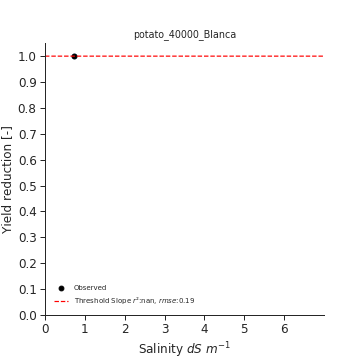 potato_40000_Blanca
1.0
0.9
0.8
0.7
0.6
0.5
0.4
0.3
0.2
0.1
0.0
Yield reduction [-]
Observed
Threshold Slope r²:nan, rmse:0.19
0 1 2 3 4 5 6
Salinity dS m⁻¹